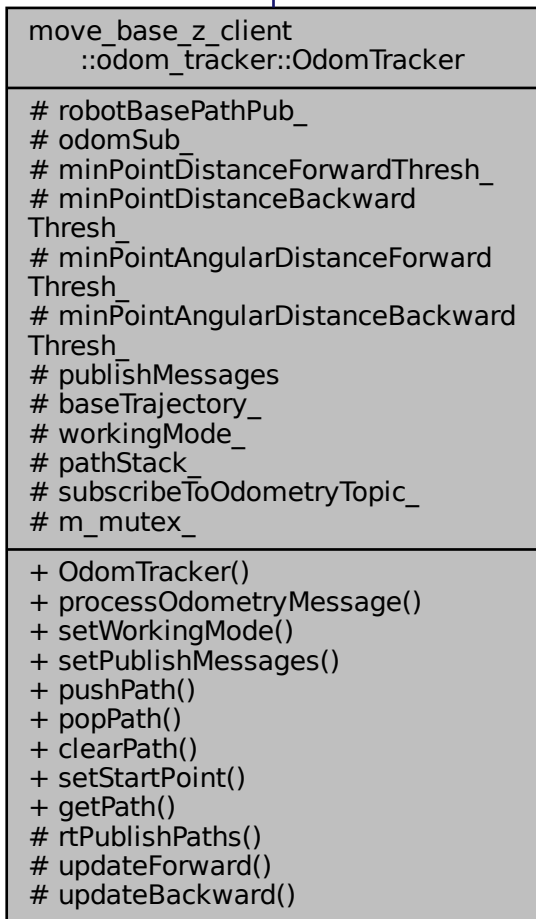 move_base_z_client
::odom_tracker::OdomTracker
# robotBasePathPub_
# odomSub_
# minPointDistanceForwardThresh_
# minPointDistanceBackward
Thresh_
# minPointAngularDistanceForward
Thresh_
# minPointAngularDistanceBackward
Thresh_
# publishMessages
# baseTrajectory_
# workingMode_
# pathStack_
# subscribeToOdometryTopic_
# m_mutex_
+ OdomTracker()
+ processOdometryMessage()
+ setWorkingMode()
+ setPublishMessages()
+ pushPath()
+ popPath()
+ clearPath()
+ setStartPoint()
+ getPath()
# rtPublishPaths()
# updateForward()
# updateBackward()